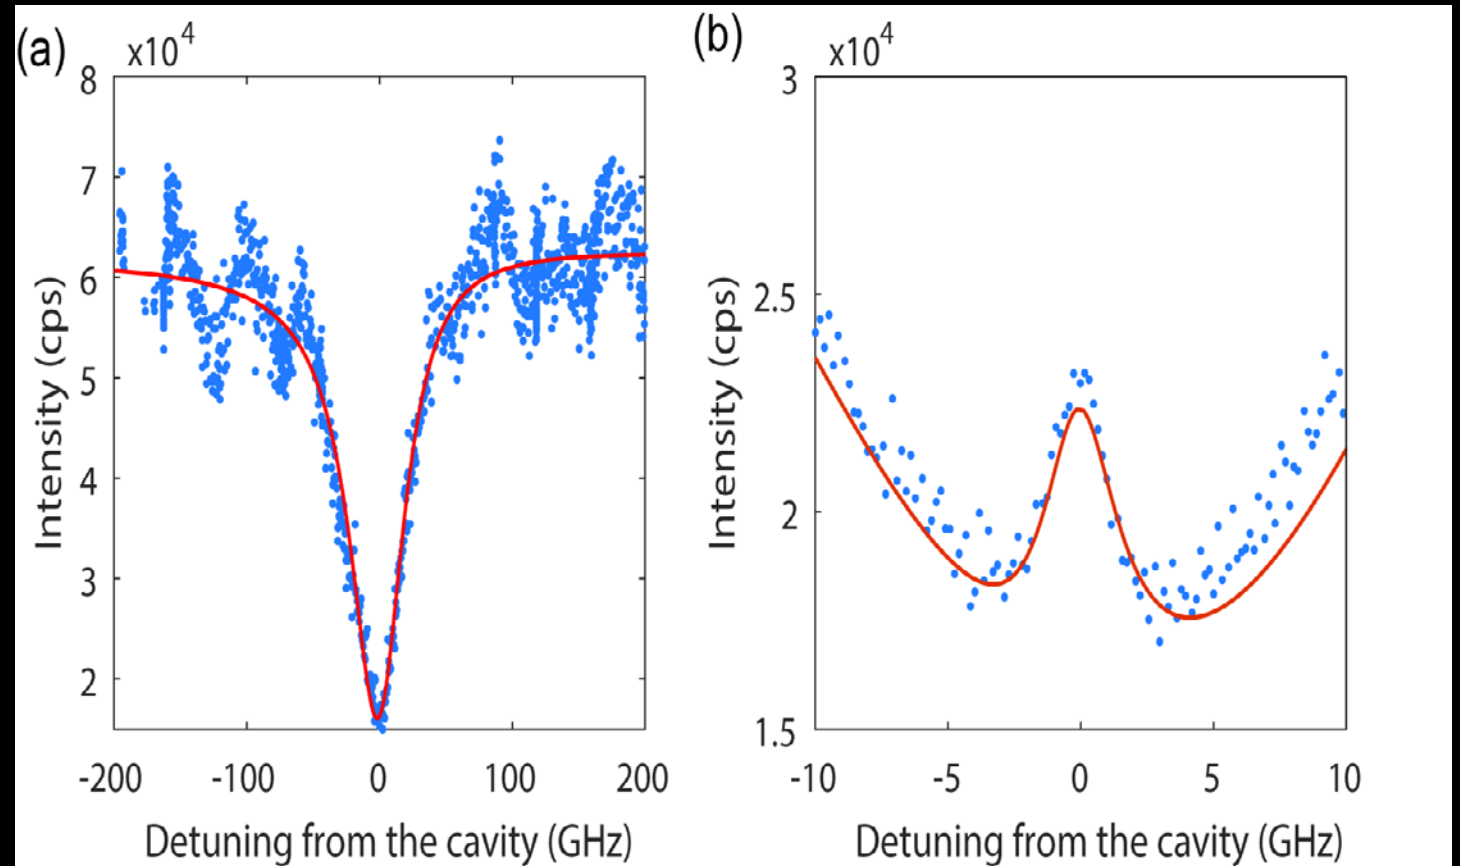 (a)
x10^4
8
7
6
5
4
3
2
-200 -100 0 100 200
Intensity (cps)
Detuning from the cavity (GHz)
(b)
x10^4
3
2.5
2
1.5
-10 -5 0 5 10
Intensity (cps)
Detuning from the cavity (GHz)